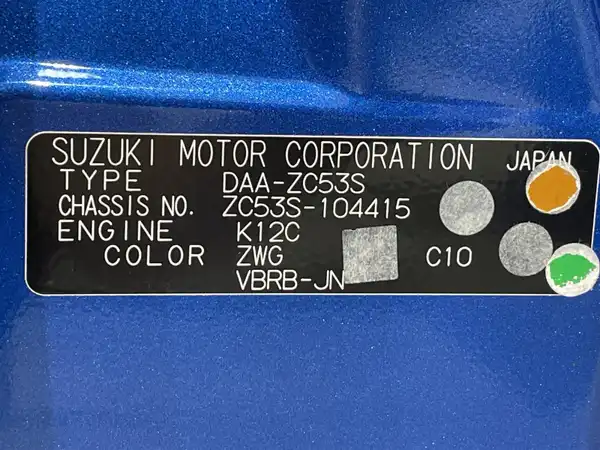 SUZUKI MOTOR CORPORATION JAPAN
TYPE DAA-ZC53S
CHASSIS NO. ZC53S-104415
ENGINE K12C
COLOR ZWG C10
VBRB-JN